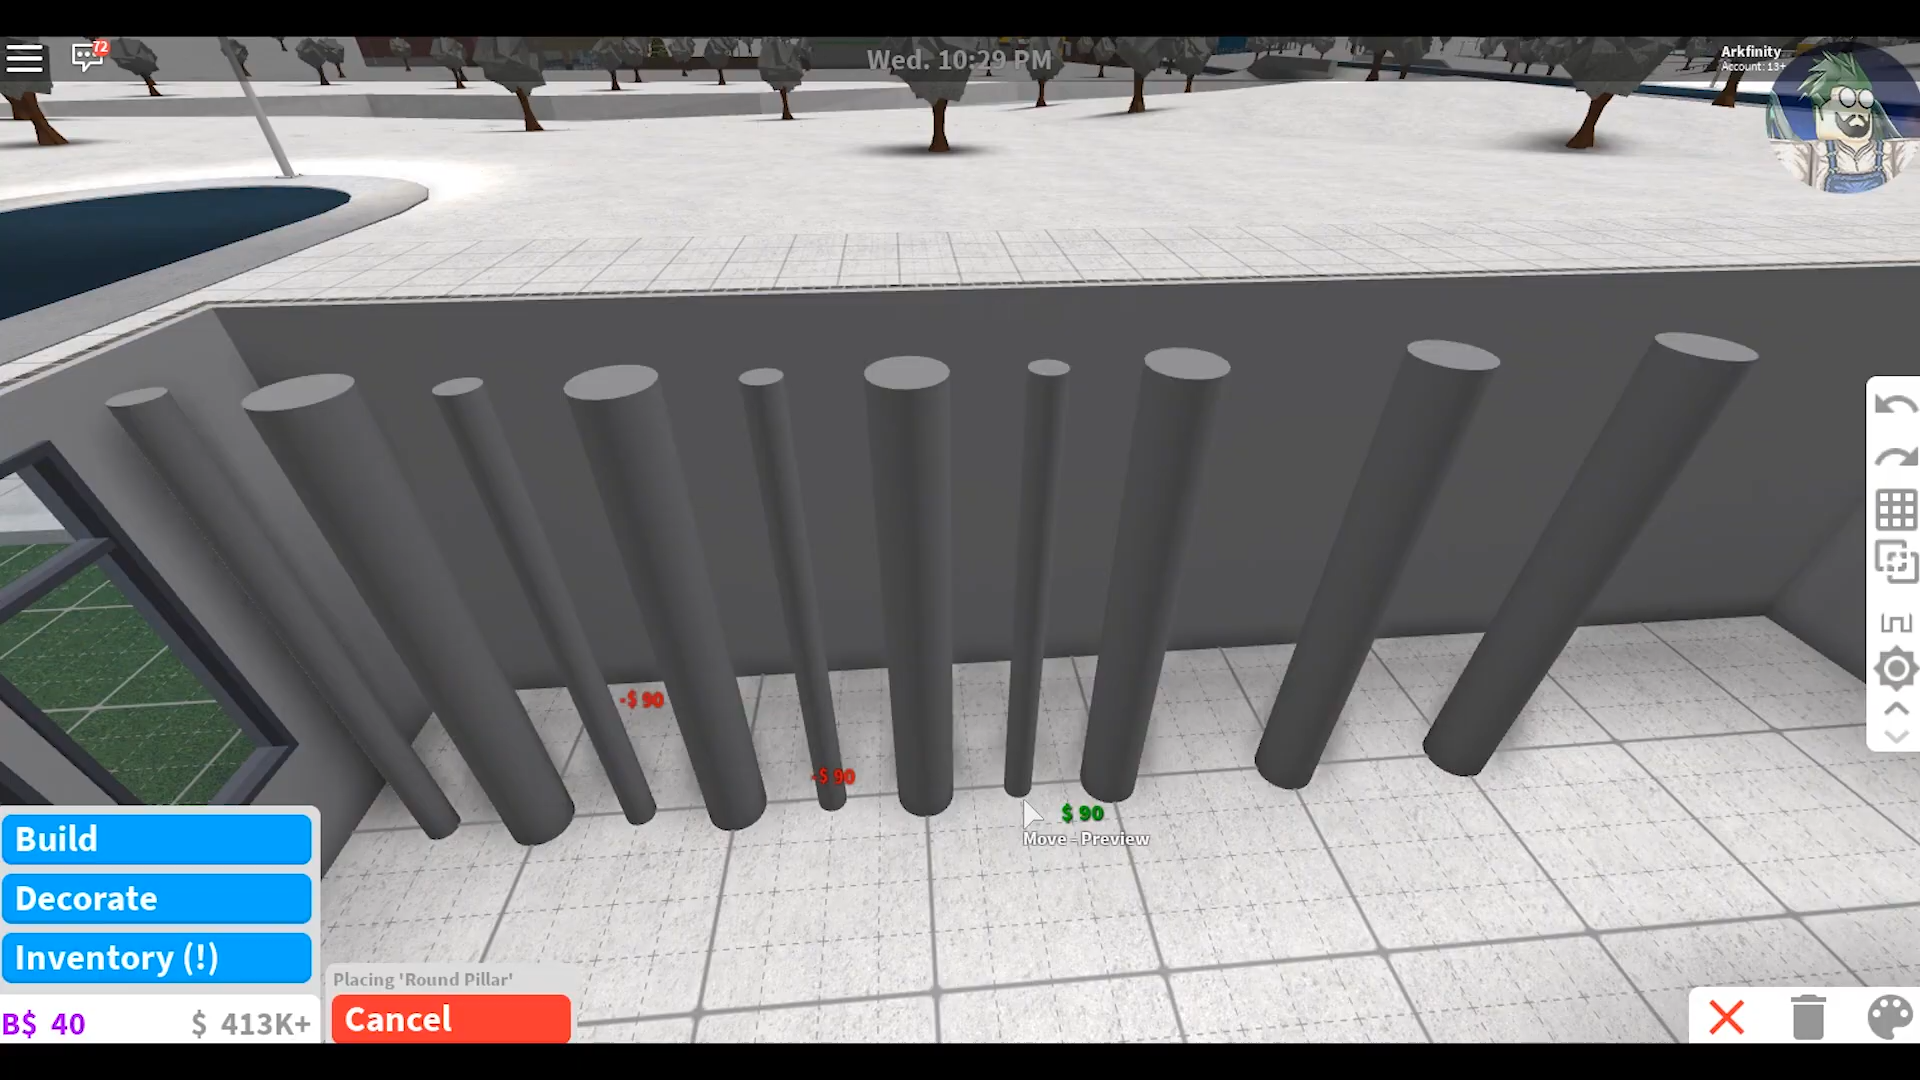 72
Wed. 10:29 PM
Arkfinity
Account: 13+
-$ 90
-$ 90
$ 90
Move - Preview
Build
Decorate
Inventory (!)
Placing 'Round Pillar'
B$ 40
$ 413K+
Cancel